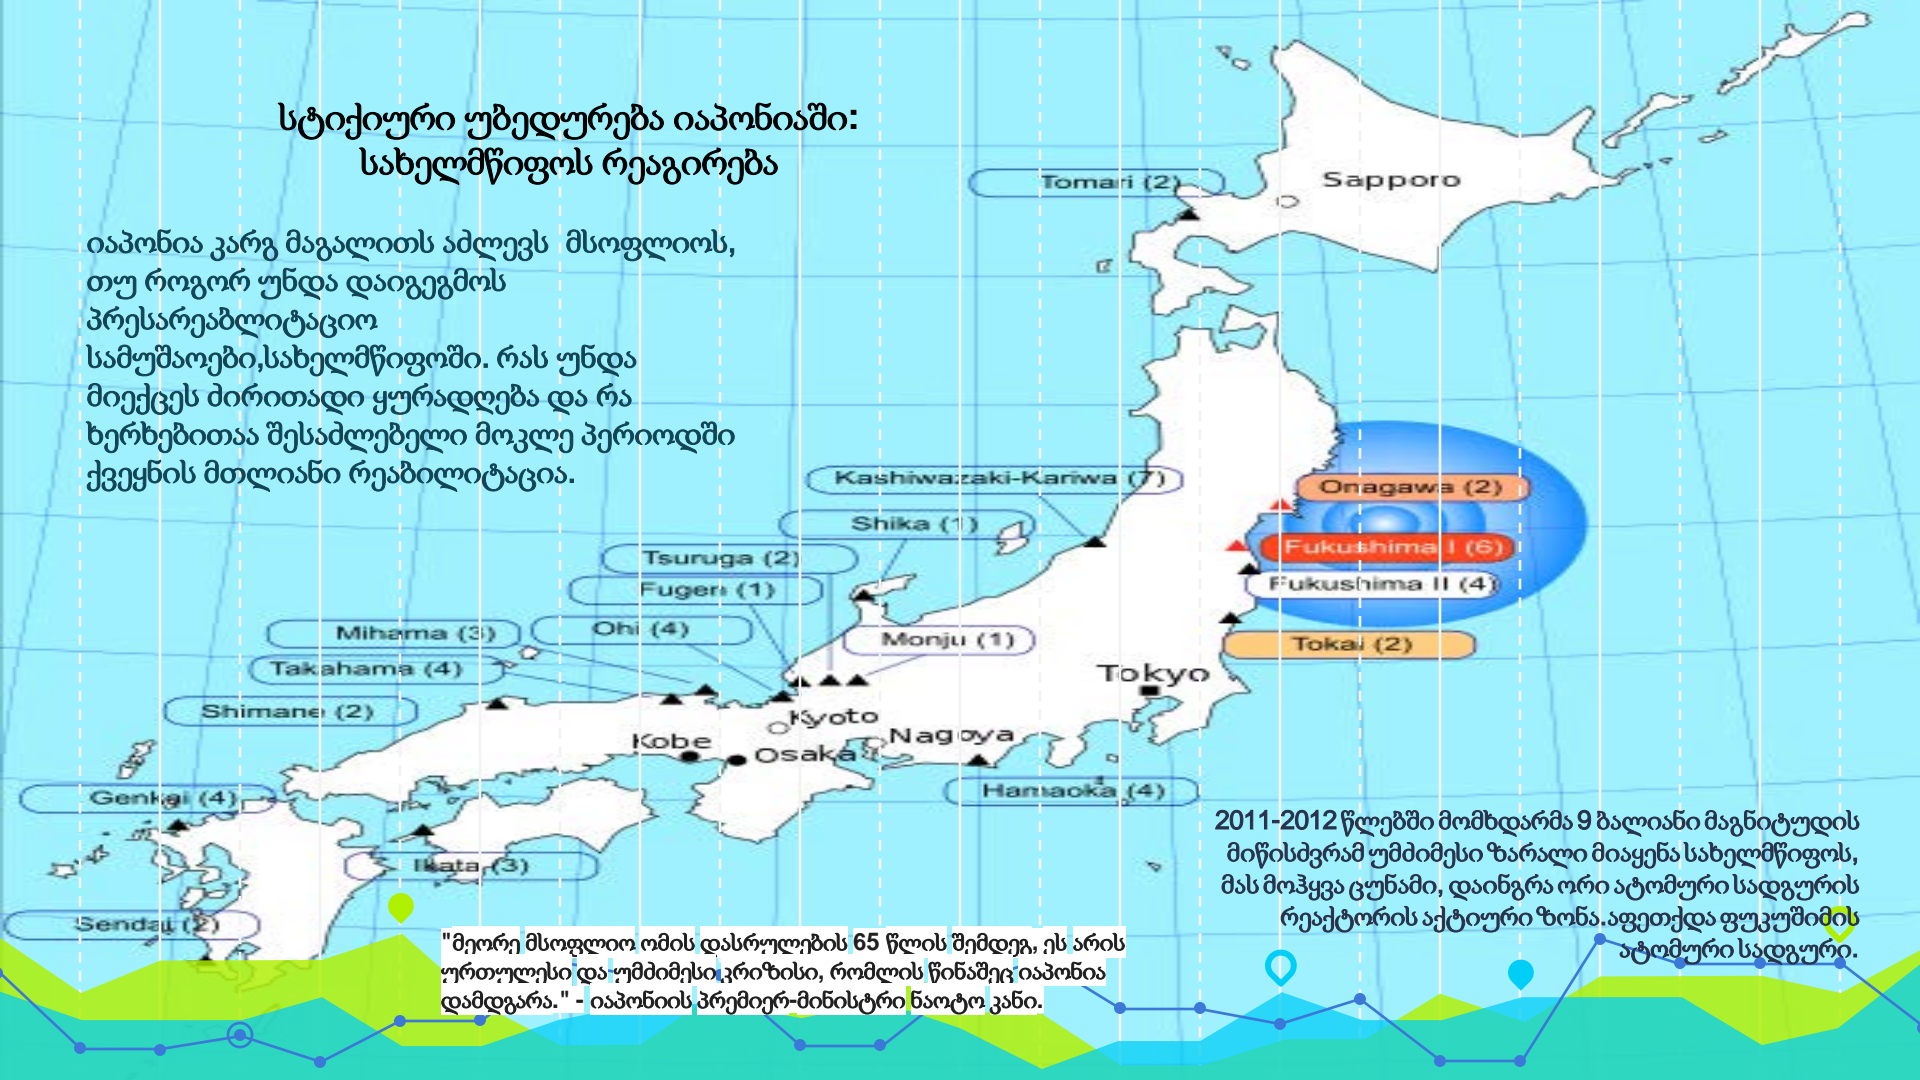 სტიქიური უბედურება იაპონიაში:
სახელმწიფოს რეაგირება
იაპონია კარგ მაგალითს აძლევს მსოფლიოს,
თუ როგორ უნდა დაიგეგმოს
პრესარეაბლიტაციო
სამუშაოები,სახელმწიფოში. რას უნდა
მიექცეს ძირითადი ყურადღება და რა
ხერხებითაა შესაძლებელი მოკლე პერიოდში
ქვეყნის მთლიანი რეაბილიტაცია.
Tomari (2)
Sapporo
Kashiwazaki-Kariwa (7)
Onagawa (2)
Shika (1)
Fukushima I (6)
Tsuruga (2)
Fugen (1)
Fukushima II (4)
Mihama (3)
Ohi (4)
Monju (1)
Tokai (2)
Takahama (4)
Tokyo
Shimane (2)
Kyoto
Kobe
Osaka
Nagoya
Genkai (4)
Hamaoka (4)
Ikata (3)
Sendai (2)
2011-2012 წლებში მომხდარმა 9 ბალიანი მაგნიტუდის
მიწისძვრამ უმძიმესი ზარალი მიაყენა სახელმწიფოს,
მას მოჰყვა ცუნამი, დაინგრა ორი ატომური სადგურის
რეაქტორის აქტიური ზონა.აფეთქდა ფუკუშიმის
ატომური სადგური.
"მეორე მსოფლიო ომის დასრულების 65 წლის შემდეგ, ეს არის
ურთულესი და უმძიმესი კრიზისი, რომლის წინაშეც იაპონია
დამდგარა." - იაპონიის პრემიერ-მინისტრი ნაოტო კანი.